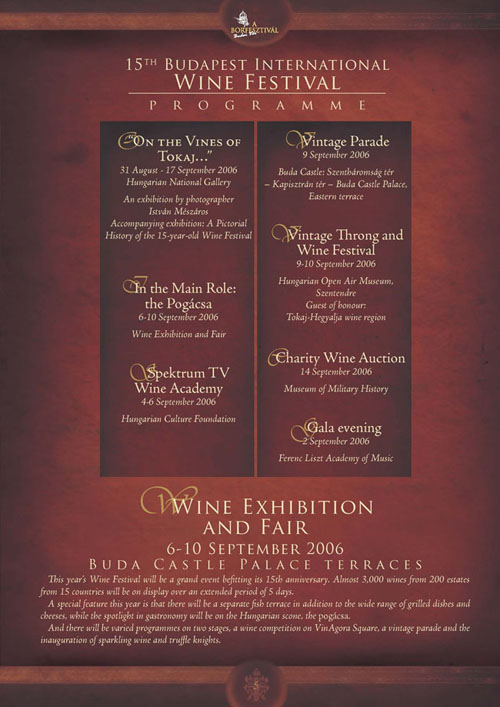 A
BORFESZTIVÁL
15TH BUDAPEST INTERNATIONAL
WINE FESTIVAL
PROGRAMME
"ON THE VINES OF
TOKAJ..."
31 August - 17 September 2006
Hungarian National Gallery
An exhibition by photographer
István Mészáros
Accompanying exhibition: A Pictorial
History of the 15-year-old Wine Festival
In the Main Role:
the Pogácsa
6-10 September 2006
Wine Exhibition and Fair
Spektrum TV
Wine Academy
4-6 September 2006
Hungarian Culture Foundation
Vintage Parade
9 September 2006
Buda Castle: Szentháromság tér
– Kapisztrán tér – Buda Castle Palace,
Eastern terrace
Vintage Throng and
Wine Festival
9-10 September 2006
Hungarian Open Air Museum,
Szentendre
Guest of honour:
Tokaj-Hegyalja wine region
Charity Wine Auction
14 September 2006
Museum of Military History
Gala evening
2 September 2006
Ferenc Liszt Academy of Music
WINE EXHIBITION
AND FAIR
6-10 SEPTEMBER 2006
BUDA CASTLE PALACE TERRACES
This year's Wine Festival will be a grand event befitting its 15th anniversary. Almost 3,000 wines from 200 estates
from 15 countries will be on display over an extended period of 5 days.
A special feature this year is that there will be a separate fish terrace in addition to the wide range of grilled dishes and
cheeses, while the spotlight in gastronomy will be on the Hungarian scone, the pogácsa.
And there will be varied programmes on two stages, a wine competition on VinAgora Square, a vintage parade and the
inauguration of sparkling wine and truffle knights.